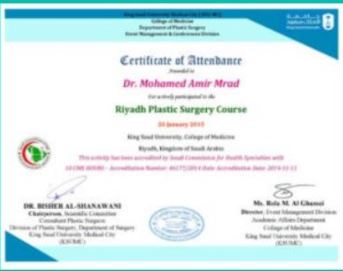 King Saud University Medical City (KSUMC)
College of Medicine
Department of Plastic Surgery
Event Management & Conferences Division
Certificate of Attendance
Awarded to
Dr. Mohamed Amir Mrad
For actively participated in the
Riyadh Plastic Surgery Course
20 January 2015
King Saud University, College of Medicine
Riyadh, Kingdom of Saudi Arabia
This activity has been accredited by Saudi Commission for Health Specialties with
10 CME HOURS - Accreditation Number: Accreditation Date: 2014-11-11
DR. BISHER AL-SHANAWANI
Chairperson, Scientific Committee
Consultant Plastic Surgeon
Division of Plastic Surgery, Department of Surgery
King Saud University Medical City
(KSUMC)
Ms. Rola M. Al Ghamai
Director, Event Management Division
Academic Affairs Department
College of Medicine
King Saud University Medical City
(KSUMC)